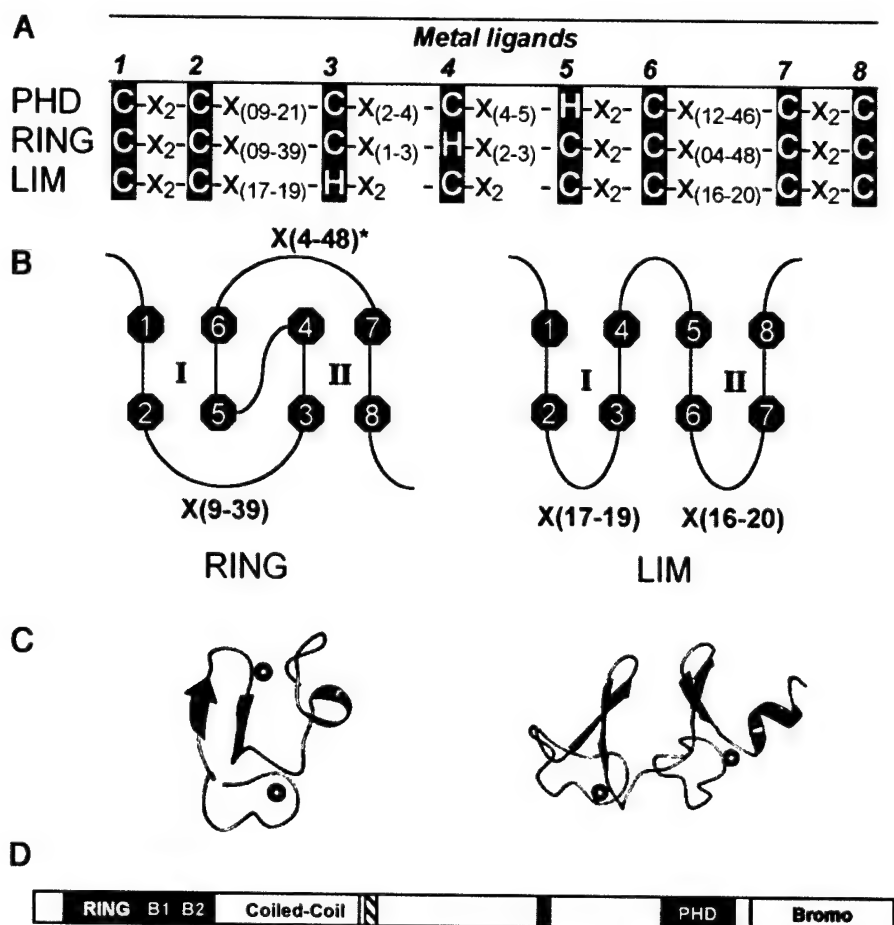 A
Metal ligands
1 2 3 4 5 6 7 8
PHD C-X2-C-X(09-21)-C-X(2-4)-C-X(4-5)-H-X2-C-X(12-46)-C-X2-C
RING C-X2-C-X(09-39)-C-X(1-3)-H-X(2-3)-C-X2-C-X(04-48)-C-X2-C
LIM C-X2-C-X(17-19)-H-X2-C-X2-C-X2-C-X(16-20)-C-X2-C
B
X(4-48)*
1 6 4 7
I II
2 5 3 8
X(9-39)
RING
1 4 5 8
I II
2 3 6 7
X(17-19) X(16-20)
LIM
C
D
RING B1 B2 Coiled-Coil PHD Bromo